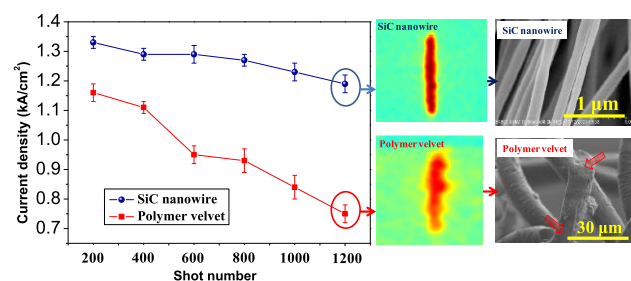 Current density (kA/cm²)
1.4
1.3
1.2
1.1
1.0
0.9
0.8
0.7
SiC nanowire
Polymer velvet
200 400 600 800 1000 1200
Shot number
SiC nanowire
Polymer velvet
SiC nanowire
1 μm
Polymer velvet
30 μm